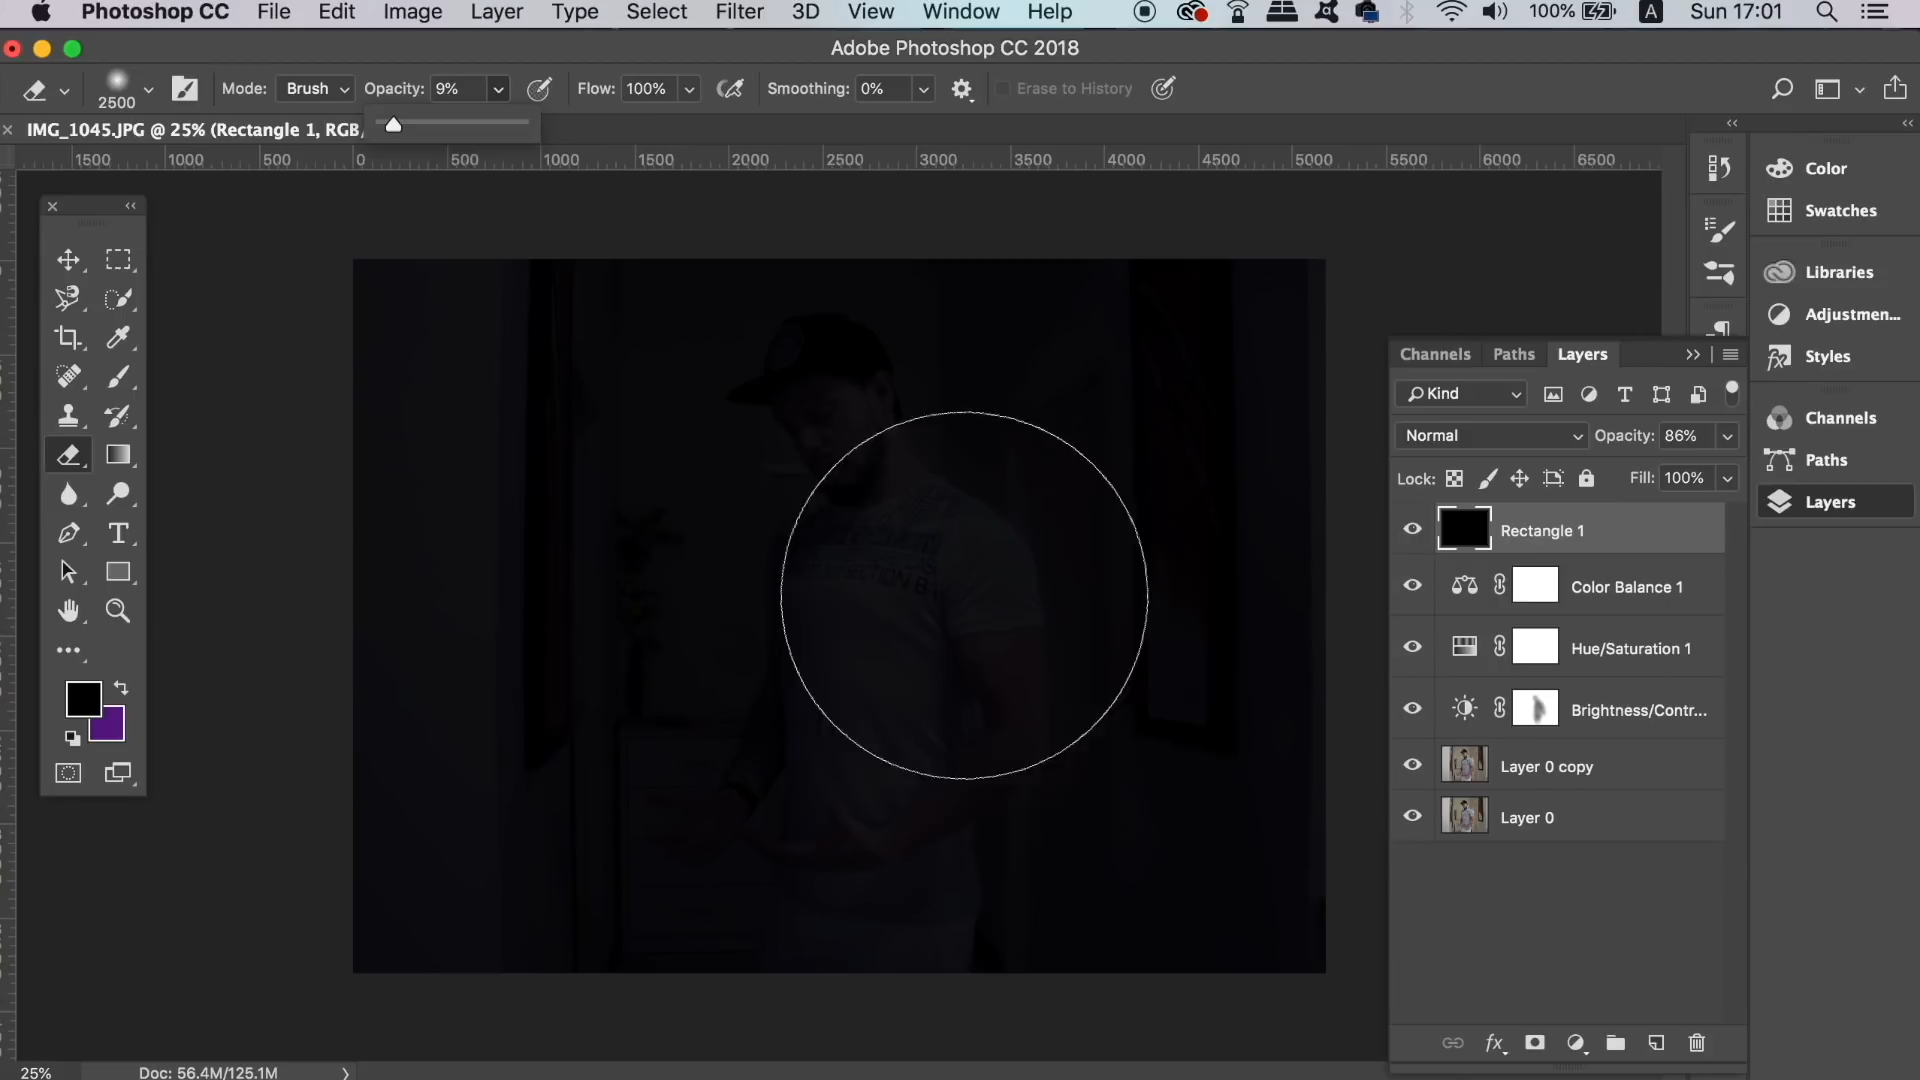 Photoshop CC File Edit Image Layer Type Select Filter 3D View Window Help 100% A Sun 17:01
Adobe Photoshop CC 2018
2500 Mode: Brush Opacity: 9% Flow: 100% Smoothing: 0% Erase to History
IMG_1045.JPG @ 25% (Rectangle 1, RGB
1500 1000 500 0 500 1000 1500 2000 2500 3000 3500 4000 4500 5000 5500 6000 6500
Color
Swatches
Libraries
Adjustmen...
Styles
Channels
Paths
Layers
Channels Paths Layers
Kind
Normal Opacity: 86%
Lock: Fill: 100%
Rectangle 1
Color Balance 1
Hue/Saturation 1
Brightness/Contr...
Layer 0 copy
Layer 0
fx
25% Doc: 56.4M/125.1M